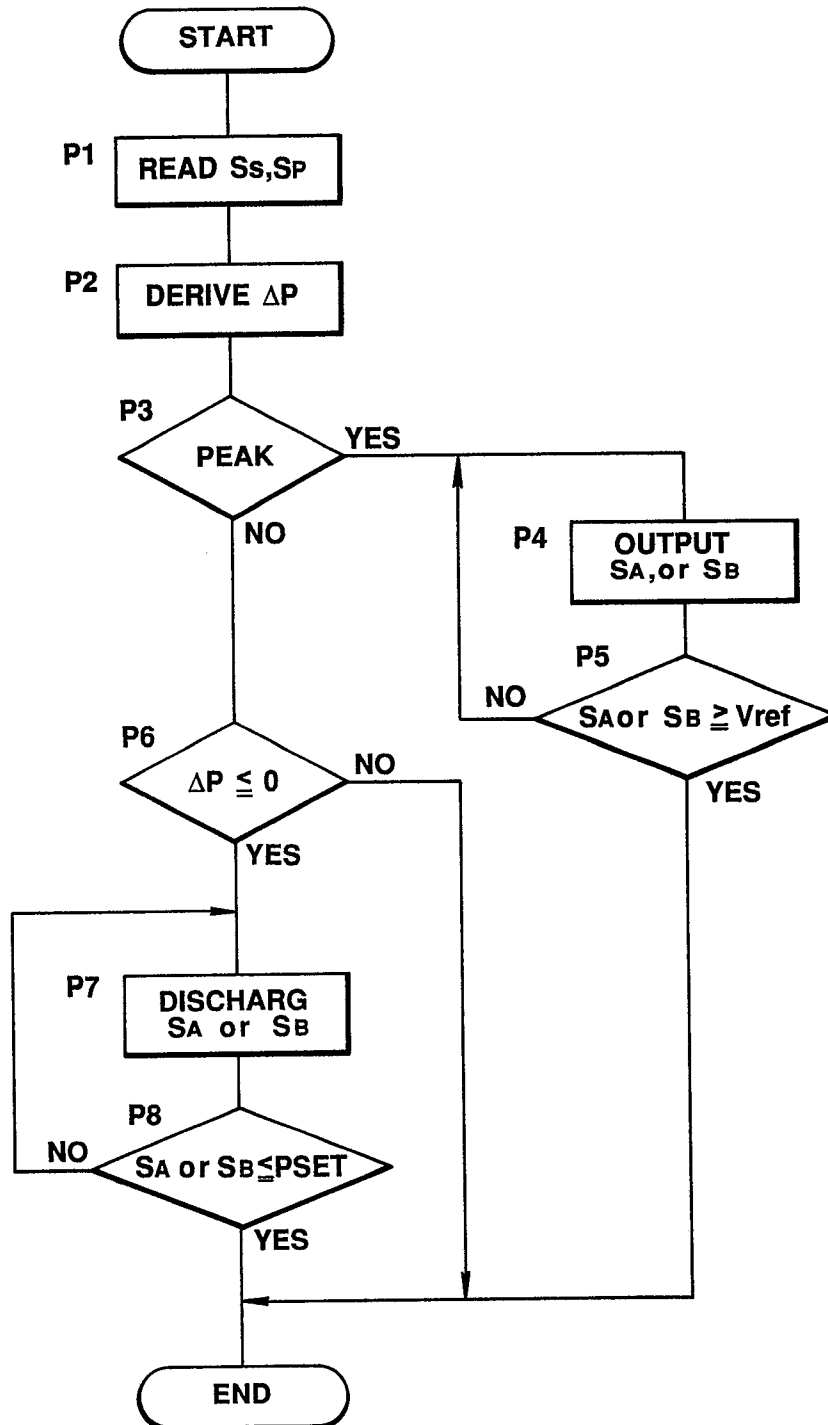 START
P1
READ Ss,SP
P2
DERIVE ΔP
P3
PEAK
YES
NO
P4
OUTPUT
SA,or SB
P5
SA or SB ≧ Vref
NO
YES
P6
ΔP ≦ 0
NO
YES
P7
DISCHARG
SA or SB
P8
SA or SB≦PSET
NO
YES
END